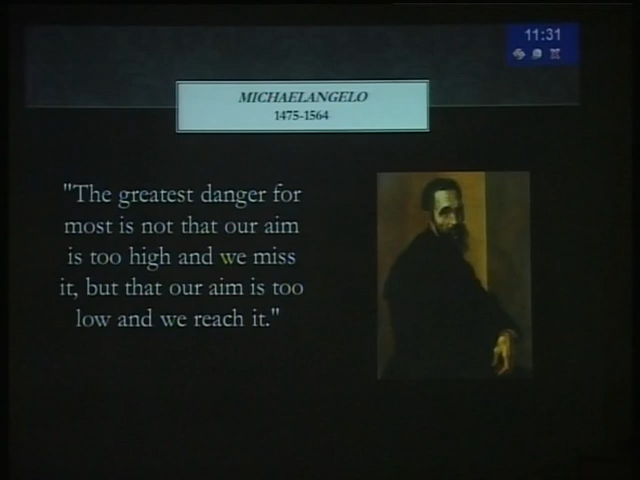 11:31
MICHAELANGELO
1475-1564
"The greatest danger for
most is not that our aim
is too high and we miss
it, but that our aim is too
low and we reach it."